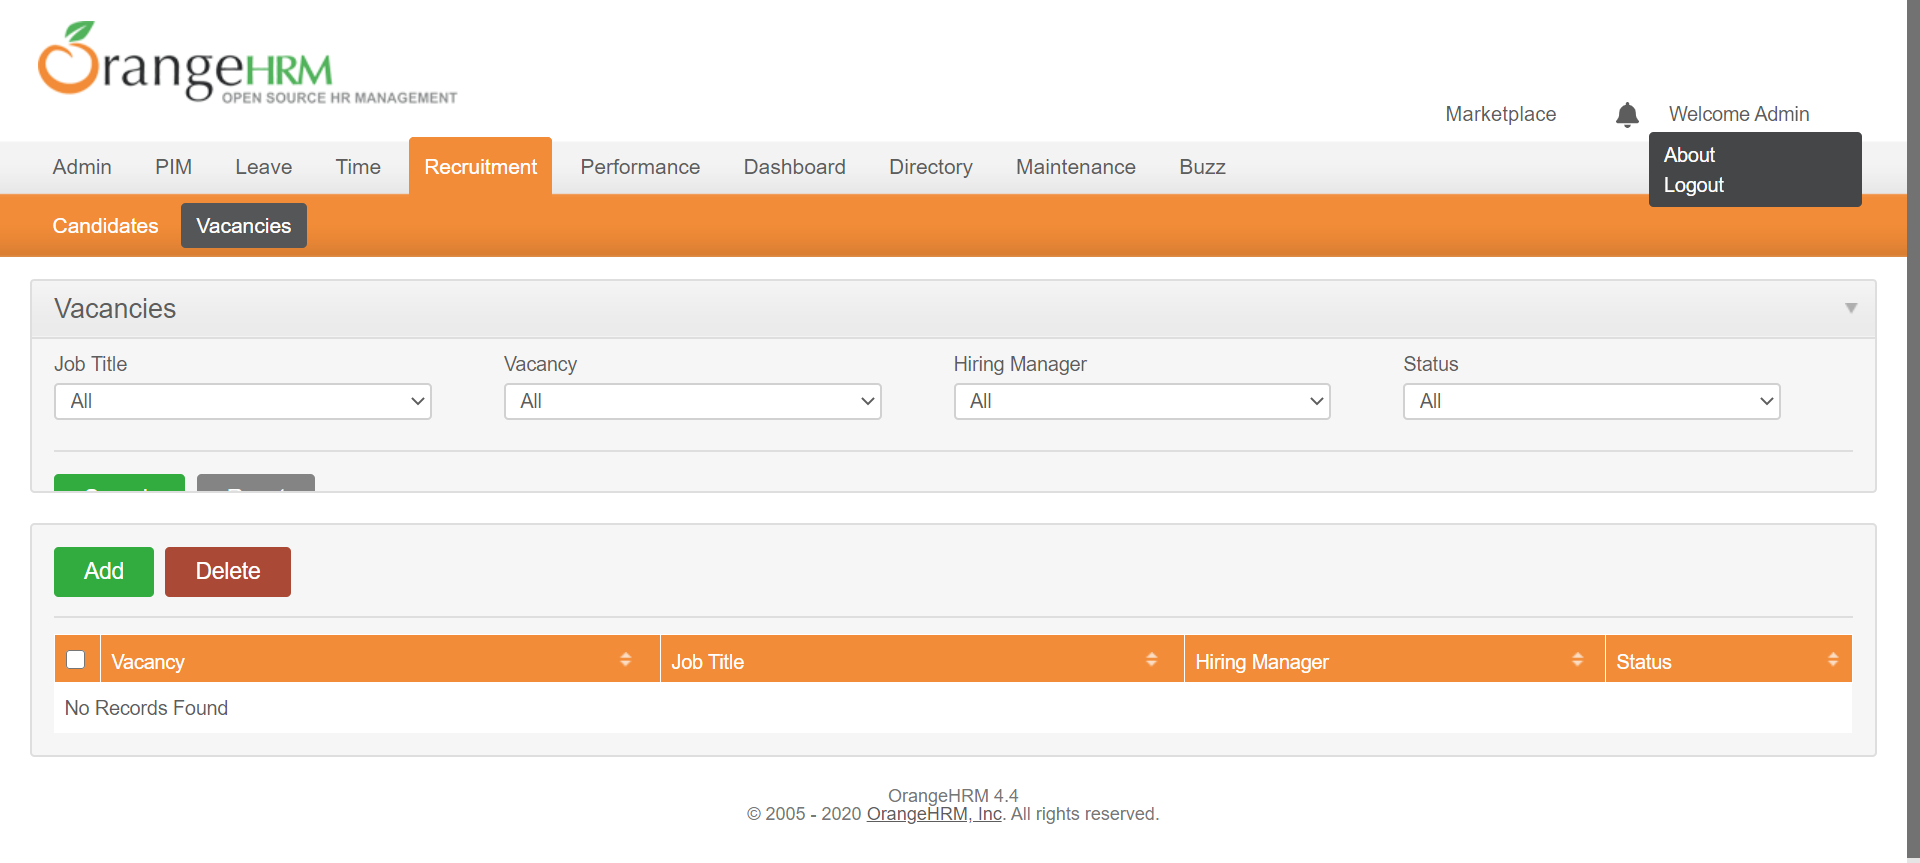 OrangeHRM
OPEN SOURCE HR MANAGEMENT
Marketplace
Welcome Admin
About
Logout
Admin PIM Leave Time Recruitment Performance Dashboard Directory Maintenance Buzz
Candidates Vacancies
Vacancies
Job Title Vacancy Hiring Manager Status
All All All All
Add Delete
Vacancy Job Title Hiring Manager Status
No Records Found
OrangeHRM 4.4
© 2005 - 2020 OrangeHRM, Inc. All rights reserved.